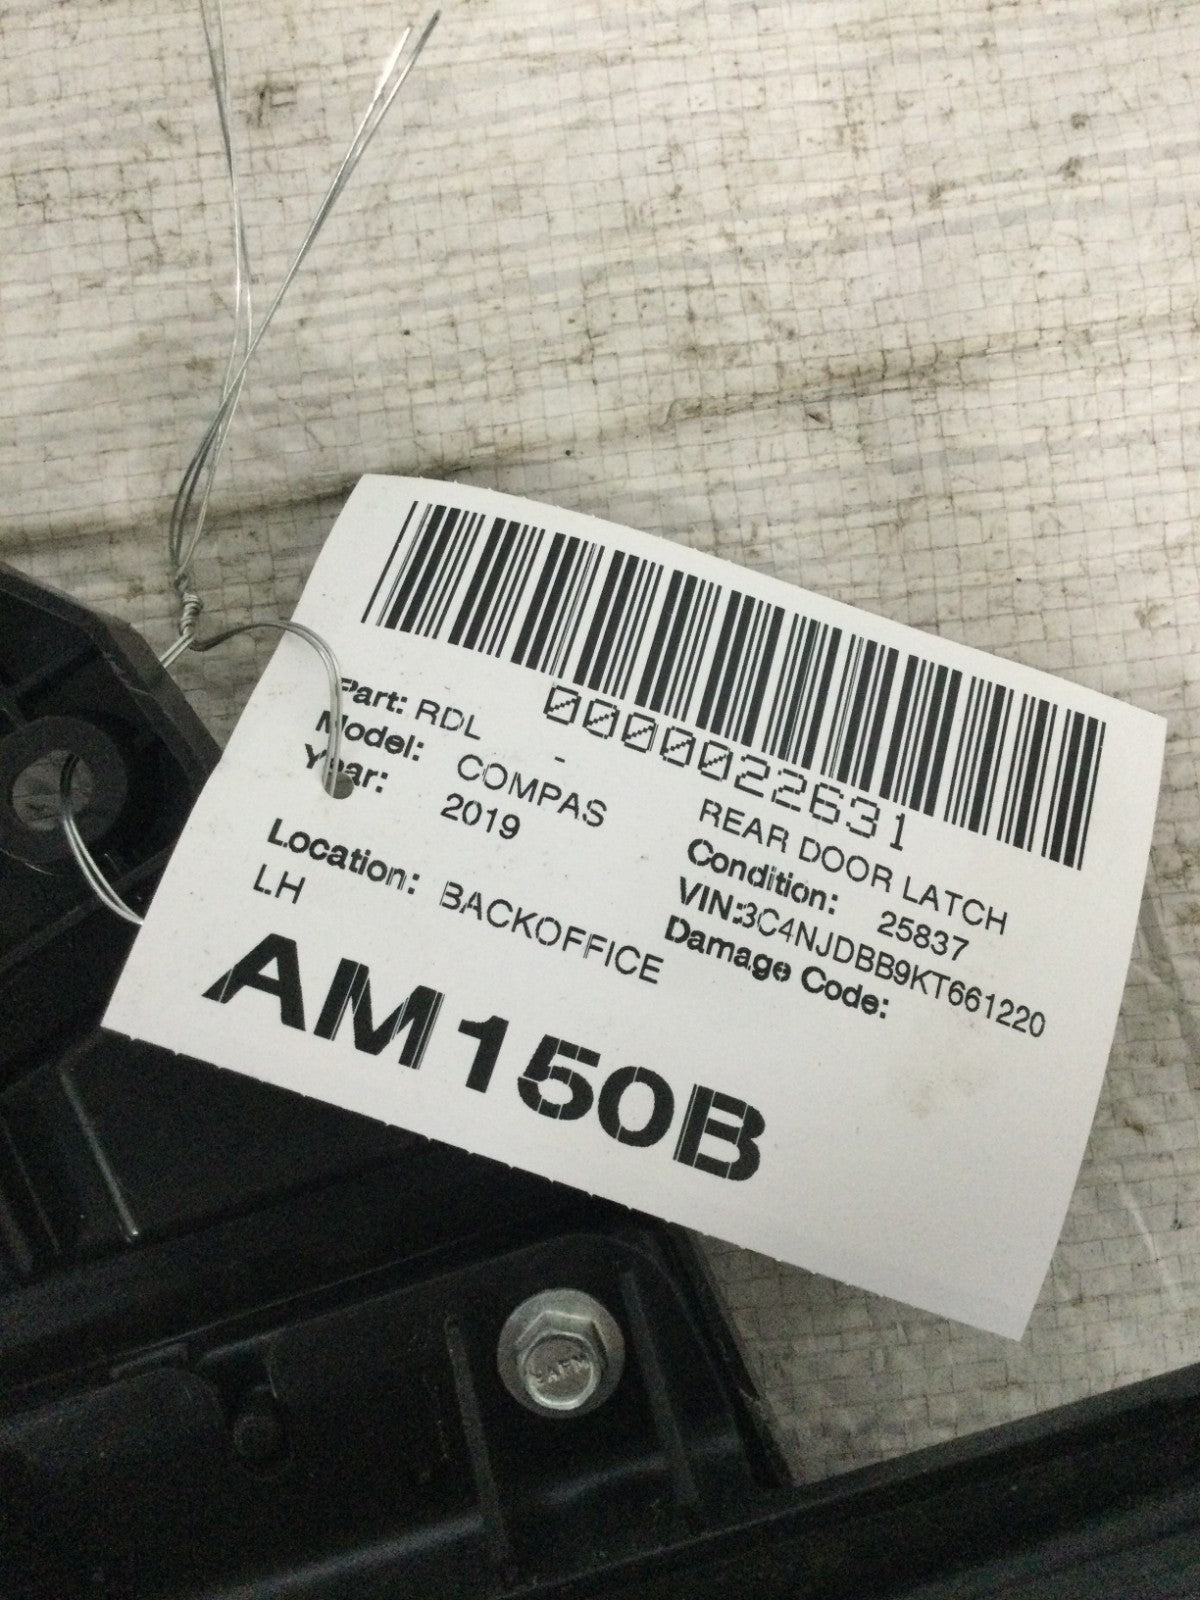 0000022631
Part: RDL -
Model: COMPAS
Year: 2019
REAR DOOR LATCH
Condition: 25837
VIN:3C4NJDBB9KT661220
Damage Code:
Location: BACKOFFICE
LH
AM150B